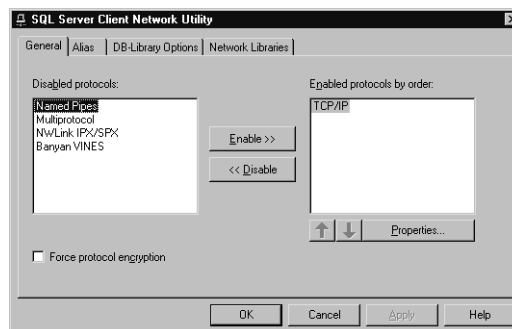 SQL Server Client Network Utility
General Alias DB-Library Options Network Libraries
Disabled protocols:
Named Pipes
Multiprotocol
NWLink IPX/SPX
Banyan VINES
Enable >>
<< Disable
Enabled protocols by order:
TCP/IP
Properties...
Force protocol encryption
OK Cancel Apply Help